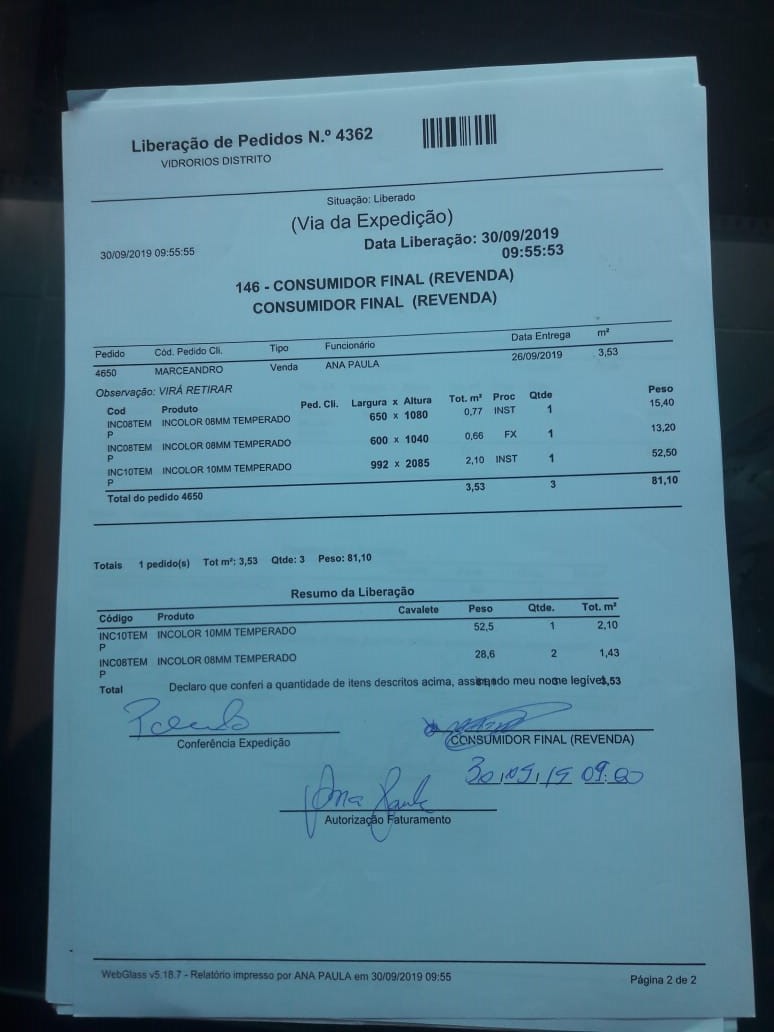 Liberação de Pedidos N.º 4362
VIDRORIOS DISTRITO
Situação: Liberado
(Via da Expedição)
30/09/2019 09:55:55
Data Liberação: 30/09/2019
09:55:53
146 - CONSUMIDOR FINAL (REVENDA)
CONSUMIDOR FINAL (REVENDA)
Pedido Cód. Pedido Cli. Tipo Funcionário Data Entrega m²
4650 MARCEANDRO Venda ANA PAULA 26/09/2019 3,53
Observação: VIRÁ RETIRAR
Cod Produto Ped. Cli. Largura x Altura Tot. m² Proc Qtde Peso
INC08TEM INCOLOR 08MM TEMPERADO 650 x 1080 0,77 INST 1 15,40
P
INC08TEM INCOLOR 08MM TEMPERADO 600 x 1040 0,66 FX 1 13,20
P
INC10TEM INCOLOR 10MM TEMPERADO 992 x 2085 2,10 INST 1 52,50
P
Total do pedido 4650 3,53 3 81,10
Totais 1 pedido(s) Tot m²: 3,53 Qtde: 3 Peso: 81,10
Resumo da Liberação
Código Produto Cavalete Peso Qtde. Tot. m²
INC10TEM INCOLOR 10MM TEMPERADO 52,5 1 2,10
P
INC08TEM INCOLOR 08MM TEMPERADO 28,6 2 1,43
P
Total Declaro que conferi a quantidade de itens descritos acima, assinando meu nome legível. 3,53
Conferência Expedição
CONSUMIDOR FINAL (REVENDA)
30/09/19 09:00
Ana Paula
Autorização Faturamento
WebGlass v5.18.7 - Relatório impresso por ANA PAULA em 30/09/2019 09:55
Página 2 de 2